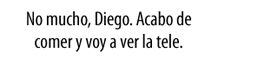 No mucho, Diego. Acabo de
comer y voy a ver la tele.